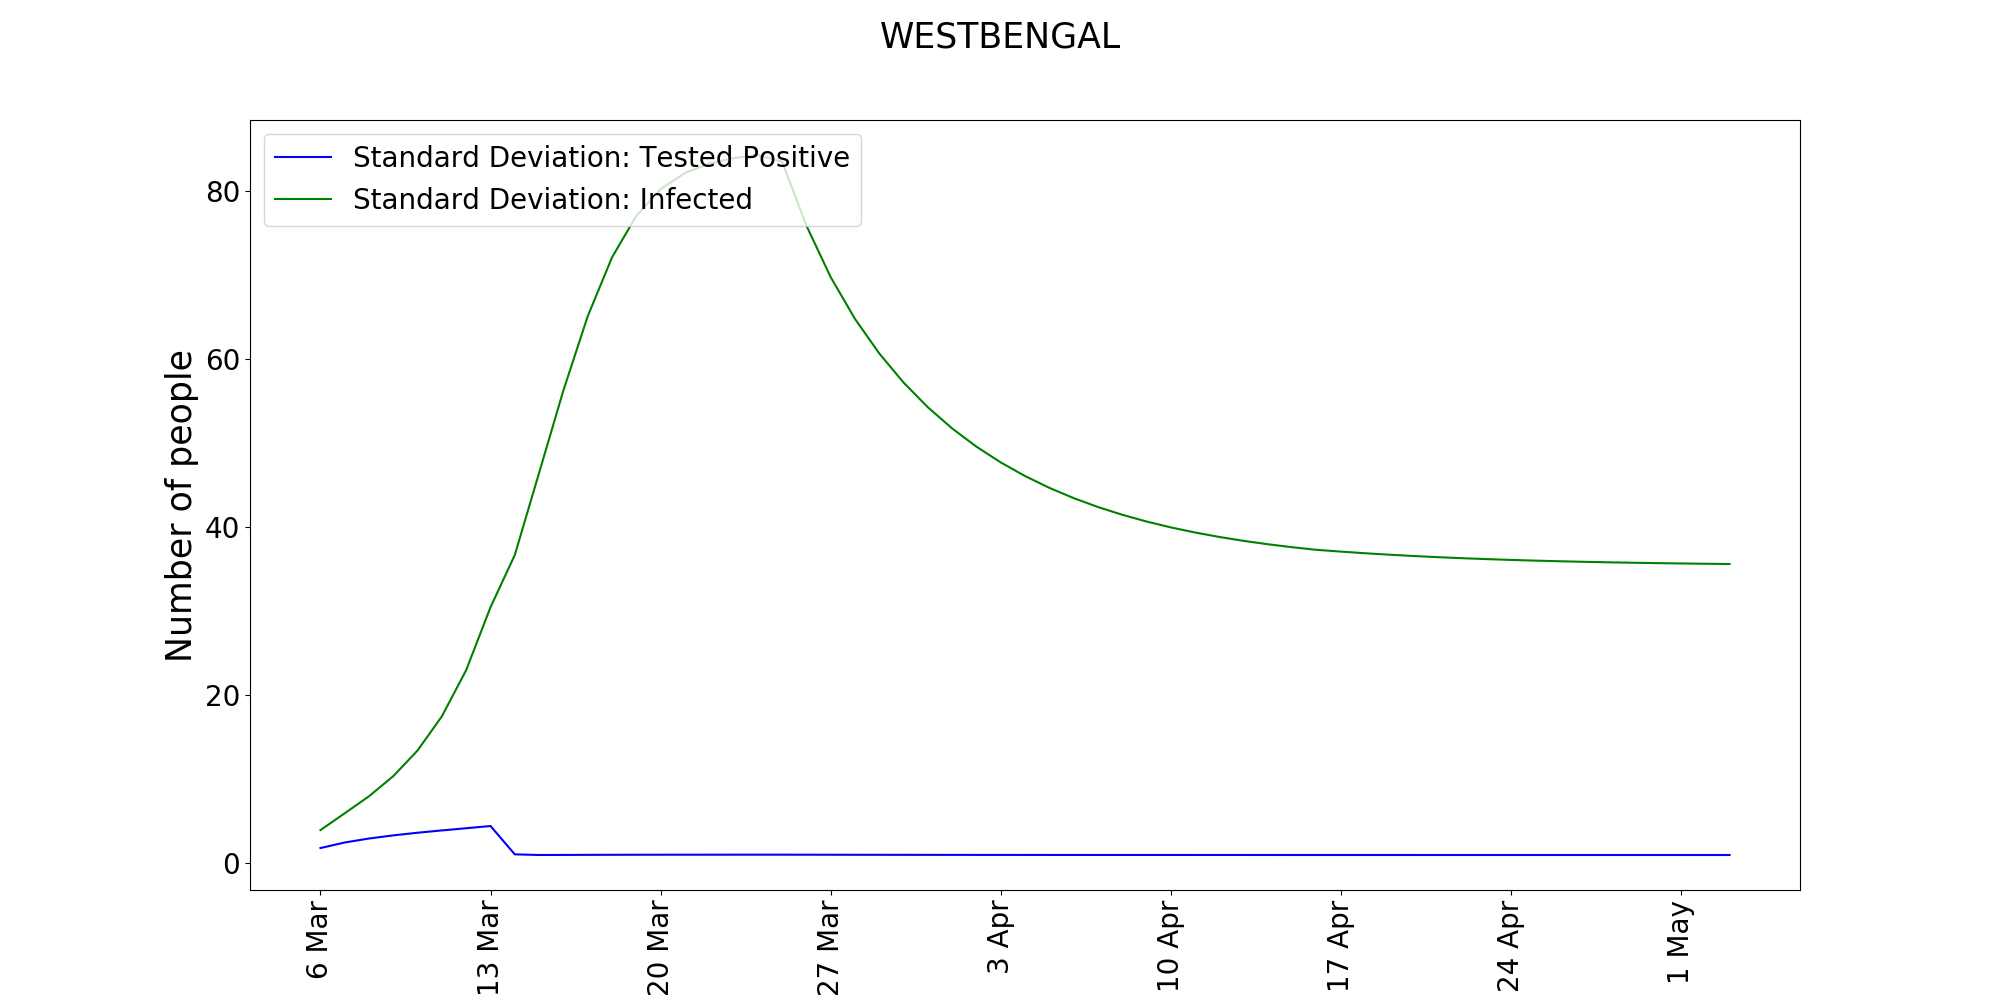 WESTBENGAL
Standard Deviation: Tested Positive
Standard Deviation: Infected
Number of people
80
60
40
20
0
6 Mar
13 Mar
20 Mar
27 Mar
3 Apr
10 Apr
17 Apr
24 Apr
1 May